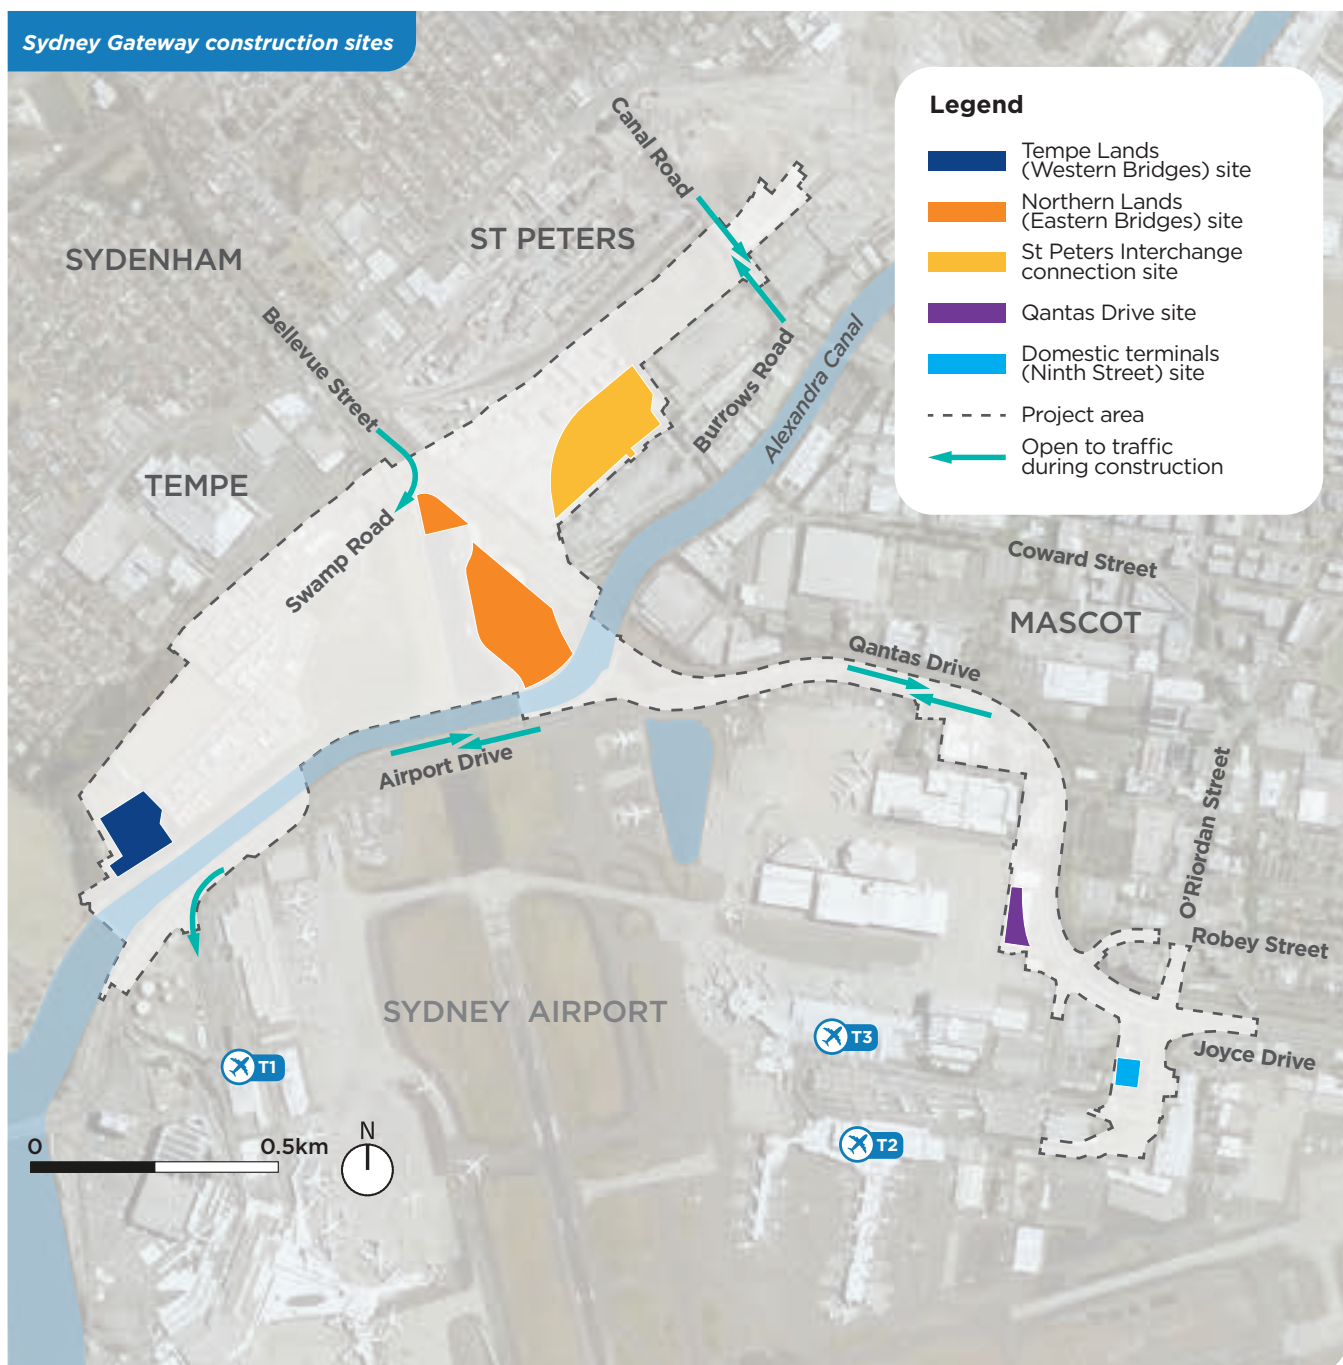 Sydney Gateway construction sites
Legend
Tempe Lands
(Western Bridges) site
Northern Lands
(Eastern Bridges) site
St Peters Interchange
connection site
Qantas Drive site
Domestic terminals
(Ninth Street) site
Project area
Open to traffic
during construction
Canal Road
ST PETERS
SYDENHAM
Bellevue Street
Burrows Road
Alexandra Canal
TEMPE
Swamp Road
Coward Street
MASCOT
Qantas Drive
Airport Drive
O'Riordan Street
Robey Street
SYDNEY AIRPORT
T3
Joyce Drive
T1
T2
0
0.5km
N